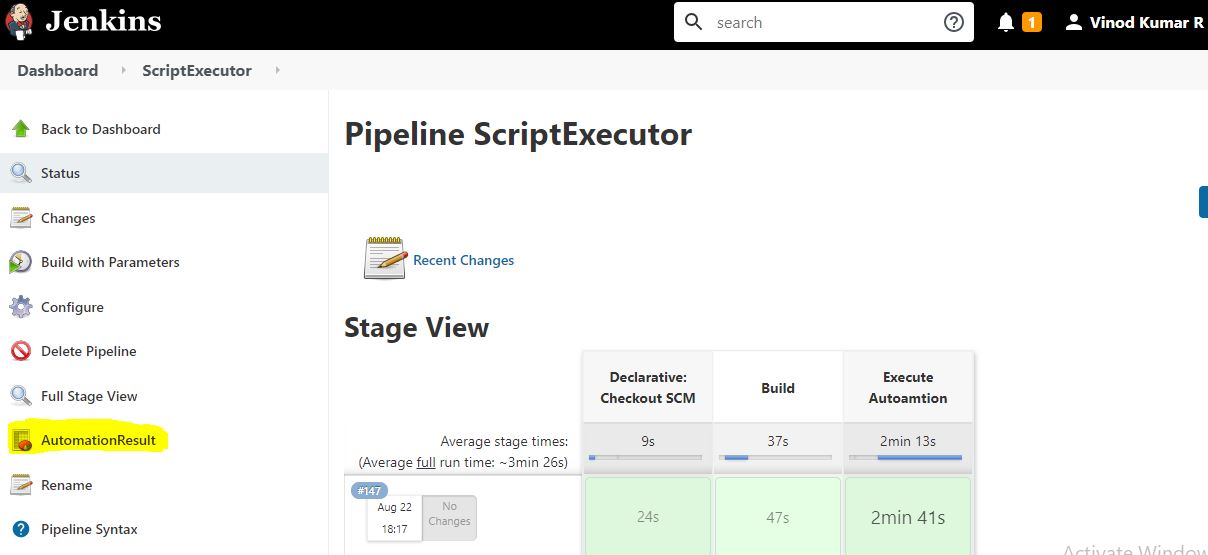 Jenkins
search
1
Vinod Kumar R
Dashboard
ScriptExecutor
Back to Dashboard
Status
Changes
Build with Parameters
Configure
Delete Pipeline
Full Stage View
AutomationResult
Rename
Pipeline Syntax
Pipeline ScriptExecutor
Recent Changes
Stage View
Declarative:
Checkout SCM
Build
Execute
Autoamtion
Average stage times:
(Average full run time: ~3min 26s)
9s
37s
2min 13s
#147
Aug 22
18:17
No
Changes
24s
47s
2min 41s
Activate Window